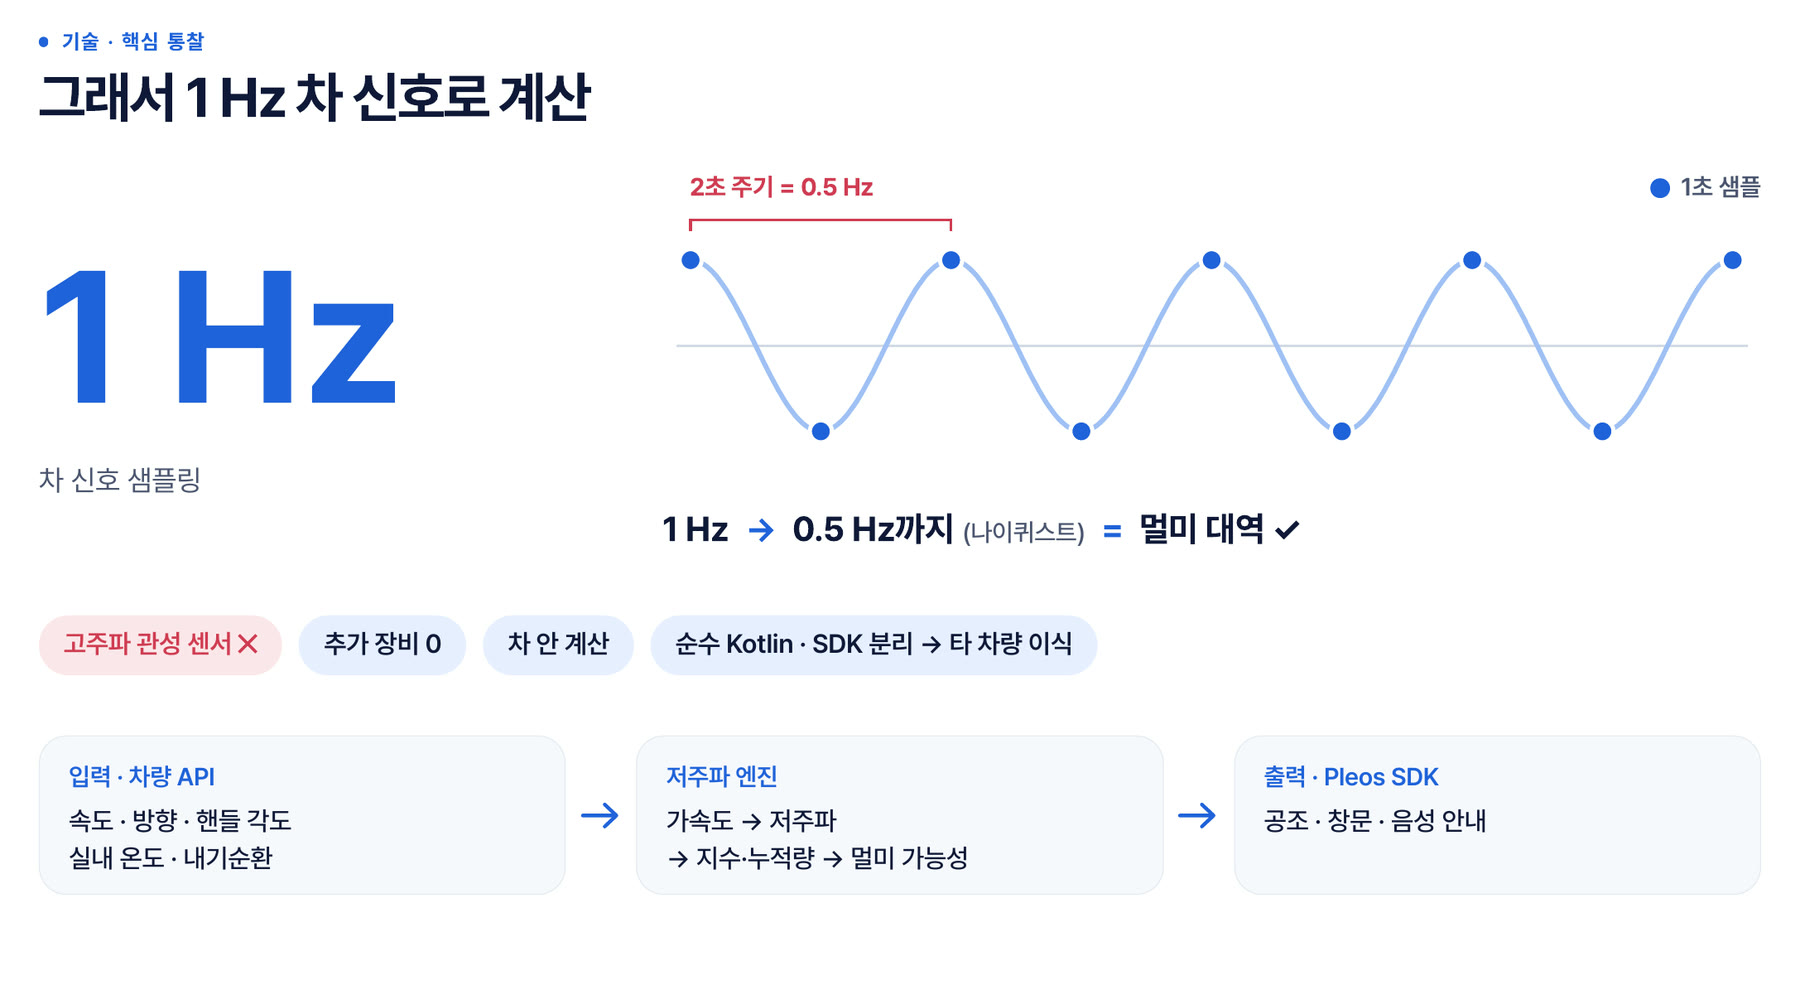 기술 · 핵심 통찰
그래서 1 Hz 차 신호로 계산
2초 주기 = 0.5 Hz
1초 샘플
1 Hz
차 신호 샘플링
1 Hz → 0.5 Hz까지 (나이퀴스트) = 멀미 대역 ✓
고주파 관성 센서 ✕
추가 장비 0
차 안 계산
순수 Kotlin · SDK 분리 → 타 차량 이식
입력 · 차량 API
속도 · 방향 · 핸들 각도
실내 온도 · 내기순환
→
저주파 엔진
가속도 → 저주파
→ 지수·누적량 → 멀미 가능성
→
출력 · Pleos SDK
공조 · 창문 · 음성 안내